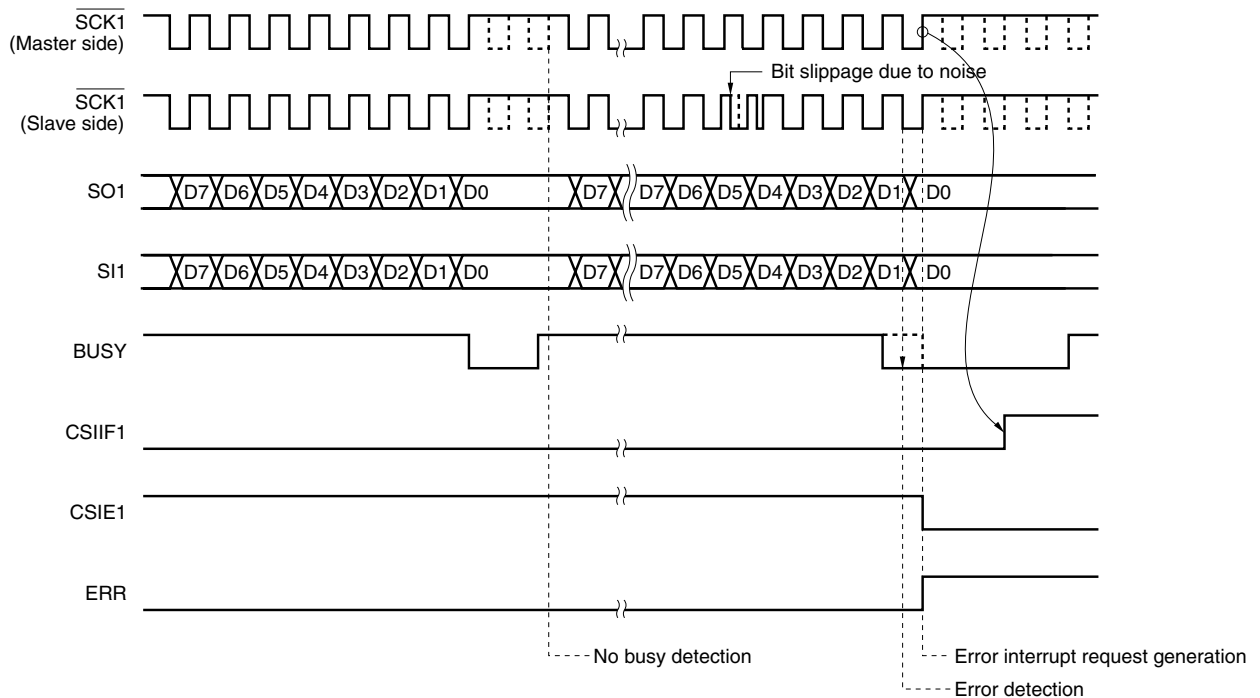 SCK1
(Master side)
Bit slippage due to noise
SCK1
(Slave side)
SO1 D7 D6 D5 D4 D3 D2 D1 D0 D7 D7 D6 D5 D4 D3 D2 D1 D0
SI1 D7 D6 D5 D4 D3 D2 D1 D0 D7 D7 D6 D5 D4 D3 D2 D1 D0
BUSY
CSIIF1
CSIE1
ERR
No busy detection
Error interrupt request generation
Error detection